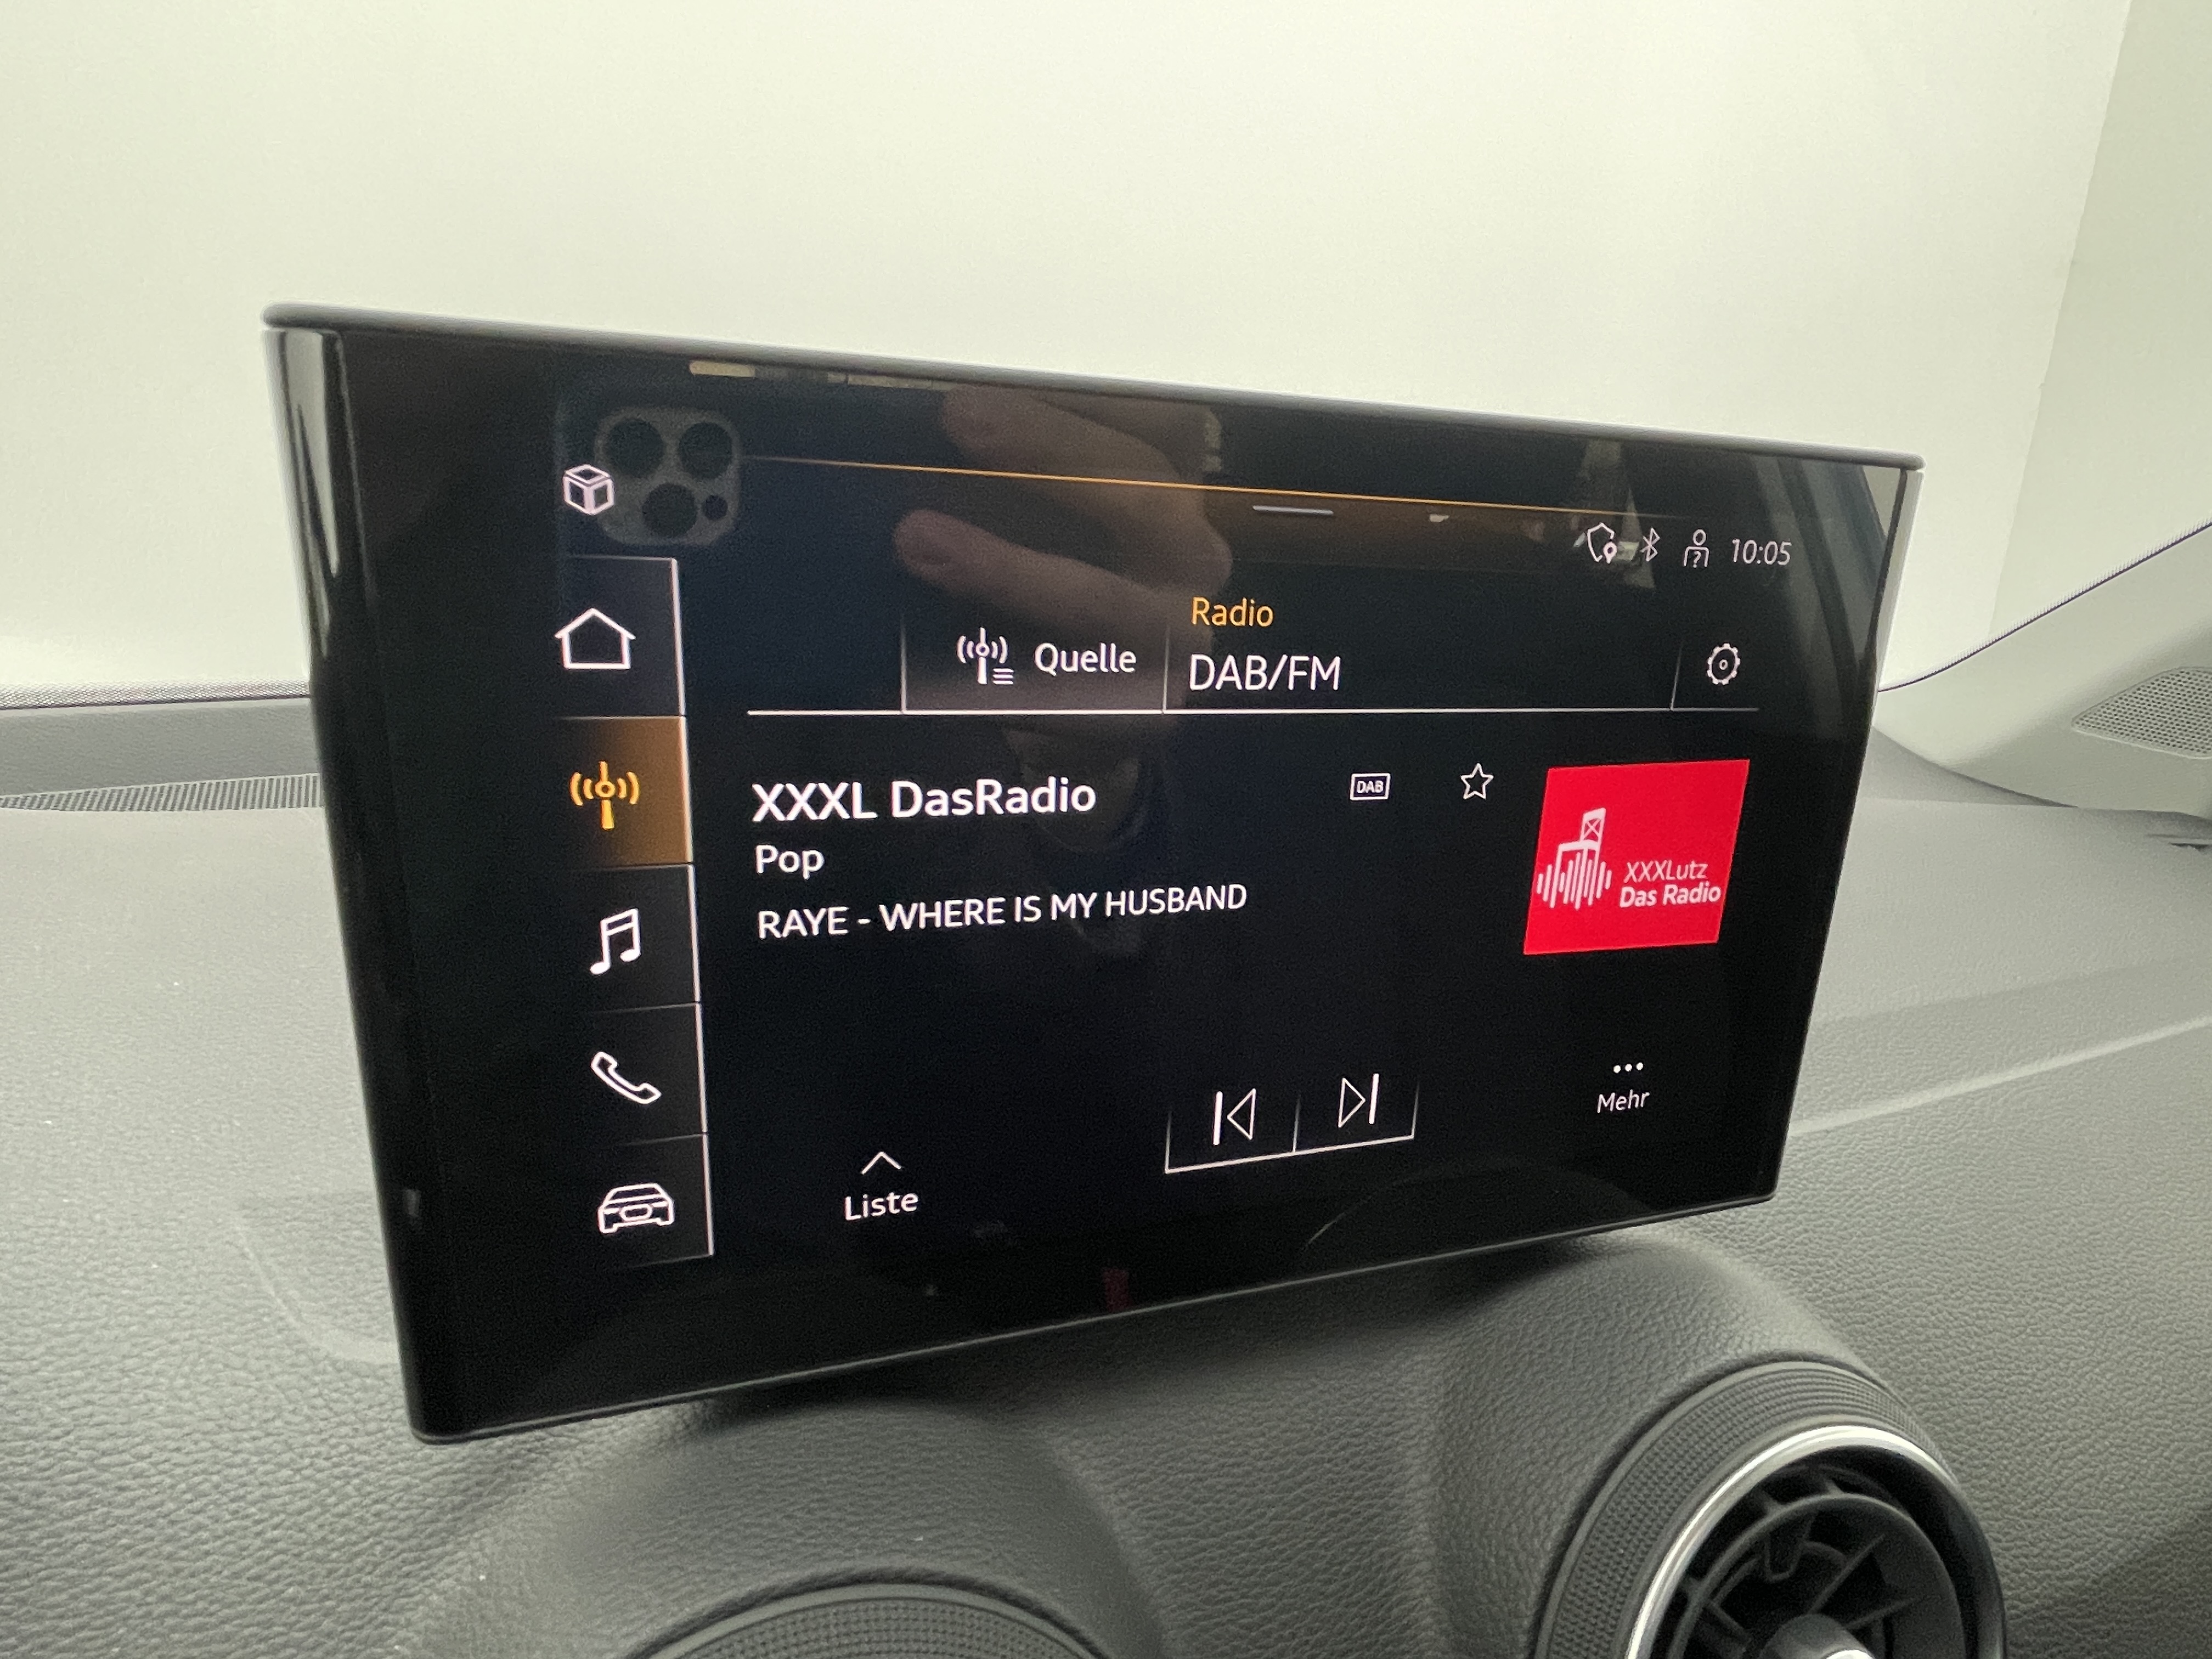 10:05
Radio
Quelle
DAB/FM
XXXL DasRadio
DAB
Pop
RAYE - WHERE IS MY HUSBAND
XXXLutz
Das Radio
Mehr
Liste